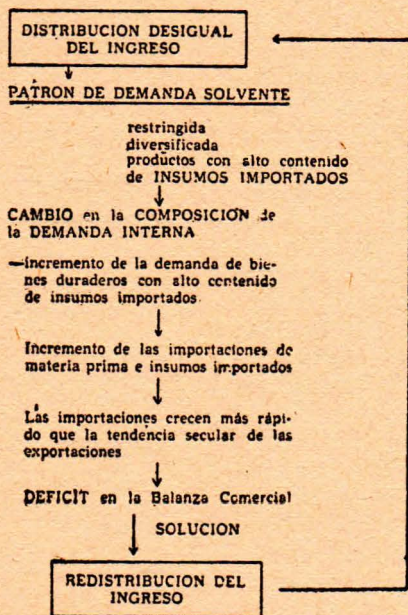 DISTRIBUCION DESIGUAL
DEL INGRESO
PATRON DE DEMANDA SOLVENTE
restringida
diversificada
productos con alto contenido
de INSUMOS IMPORTADOS
CAMBIO en la COMPOSICION de
la DEMANDA INTERNA
—Incremento de la demanda de bie-
nes duraderos con alto contenido
de insumos importados
Incremento de las importaciones de
materia prima e insumos importados
Las importaciones crecen más rápi-
do que la tendencia secular de las
exportaciones
DEFICIT en la Balanza Comercial
SOLUCION
REDISTRIBUCION DEL
INGRESO